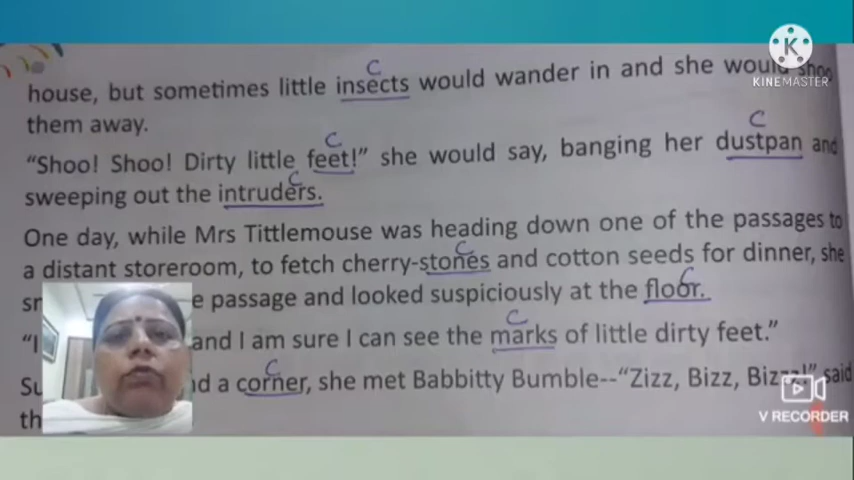 K
KINEMASTER
C
house, but sometimes little insects would wander in and she would shoo
them away.
C C
"Shoo! Shoo! Dirty little feet!" she would say, banging her dustpan and
C
sweeping out the intruders.
One day, while Mrs Tittlemouse was heading down one of the passages to
C
a distant storeroom, to fetch cherry-stones and cotton seeds for dinner, she
C
passage and looked suspiciously at the floor.
C
"I and I am sure I can see the marks of little dirty feet."
C
a corner, she met Babbitty Bumble--"Zizz, Bizz, Bizzz!" said
V RECORDER